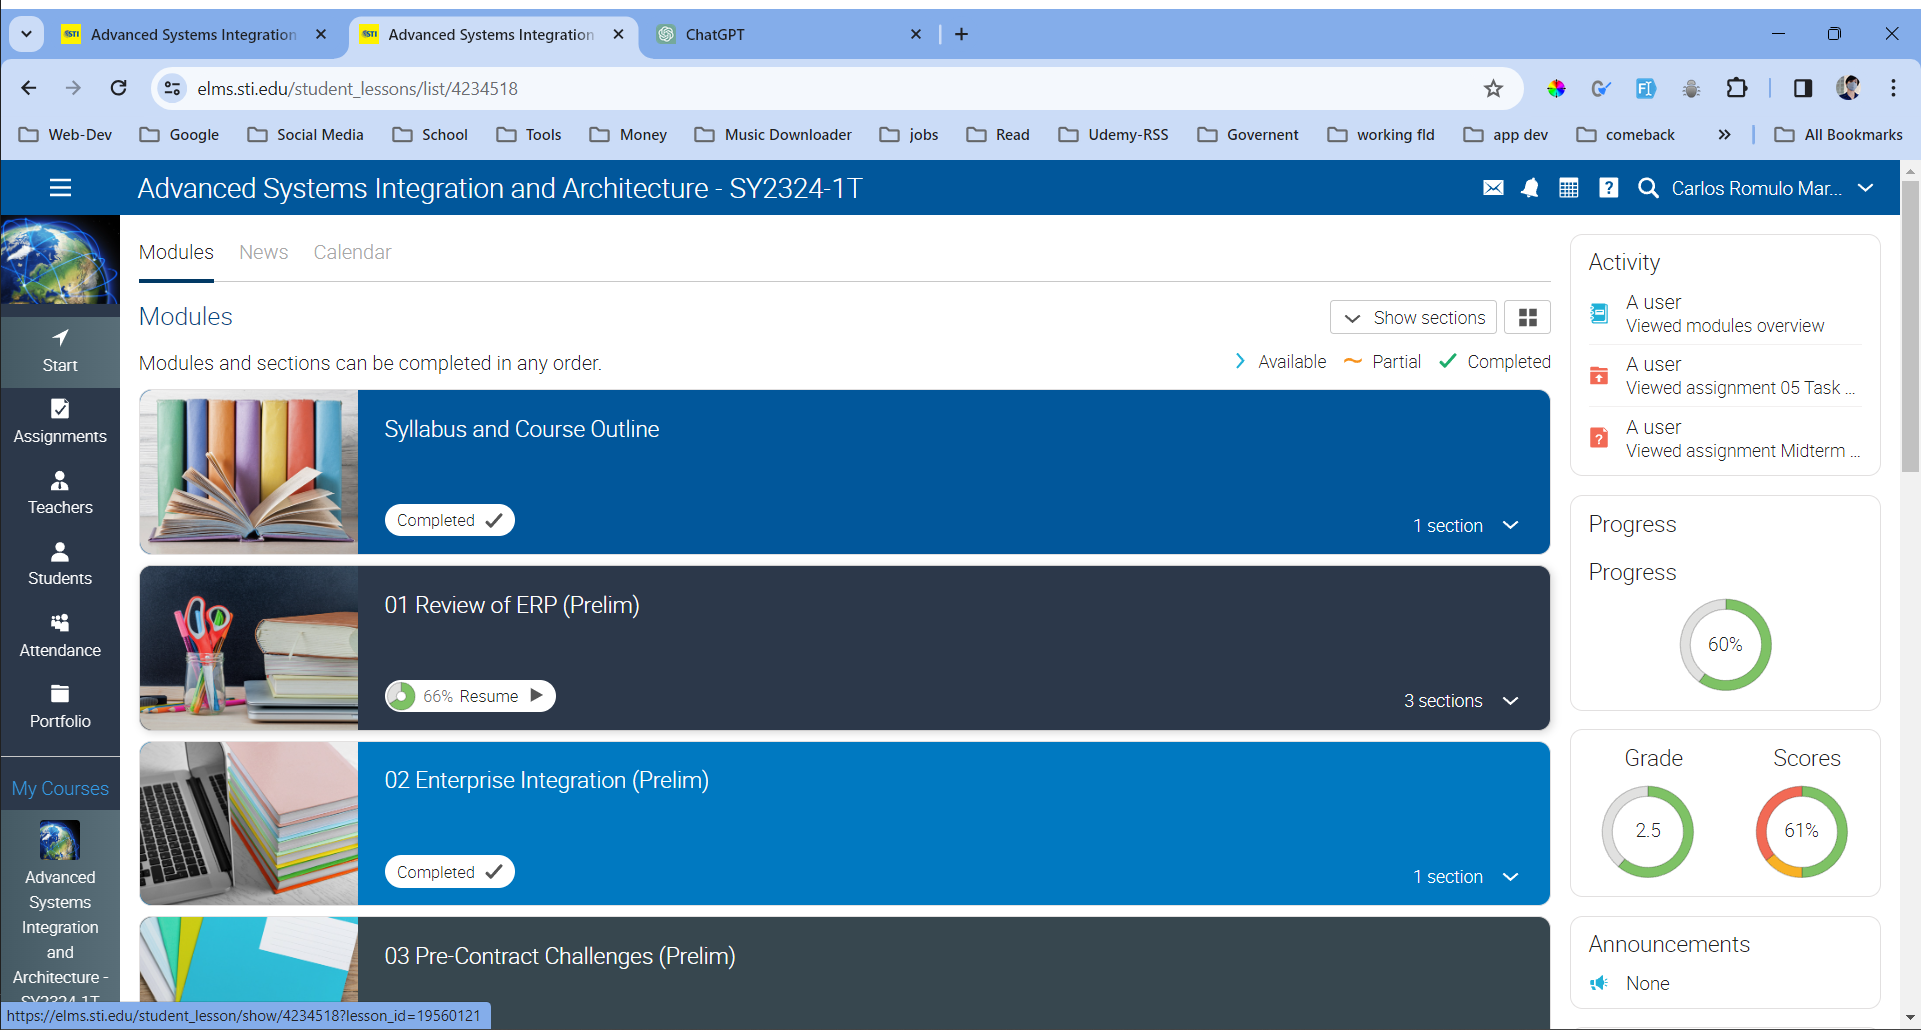 Advanced Systems Integration
Advanced Systems Integration
ChatGPT
elms.sti.edu/student_lessons/list/4234518
Web-Dev
Google
Social Media
School
Tools
Money
Music Downloader
jobs
Read
Udemy-RSS
Governent
working fld
app dev
comeback
All Bookmarks
Advanced Systems Integration and Architecture - SY2324-1T
Carlos Romulo Mar...
Start
Assignments
Teachers
Students
Attendance
Portfolio
My Courses
Advanced
Systems
Integration
and
Architecture -
SY2324-1T
Modules
News
Calendar
Modules
Show sections
Modules and sections can be completed in any order.
Available
Partial
Completed
Syllabus and Course Outline
Completed
1 section
01 Review of ERP (Prelim)
66% Resume
3 sections
02 Enterprise Integration (Prelim)
Completed
1 section
03 Pre-Contract Challenges (Prelim)
Activity
A user
Viewed modules overview
A user
Viewed assignment 05 Task ...
A user
Viewed assignment Midterm ...
Progress
Progress
60%
Grade
Scores
2.5
61%
Announcements
None
https://elms.sti.edu/student_lesson/show/4234518?lesson_id=19560121